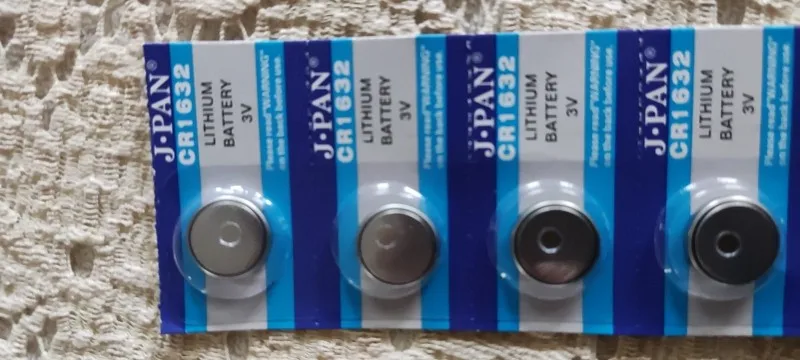 J·PAN®
CR1632
LITHIUM
BATTERY
3V
Please read "WARNING"
on the back before use.
J·PAN®
CR1632
LITHIUM
BATTERY
3V
Please read "WARNING"
on the back before use.
J·PAN®
CR1632
LITHIUM
BATTERY
3V
Please read "WARNING"
on the back before use.
J·PAN®
CR1632
LITHIUM
BATTERY
3V
Please read "WARNING"
on the back before use.